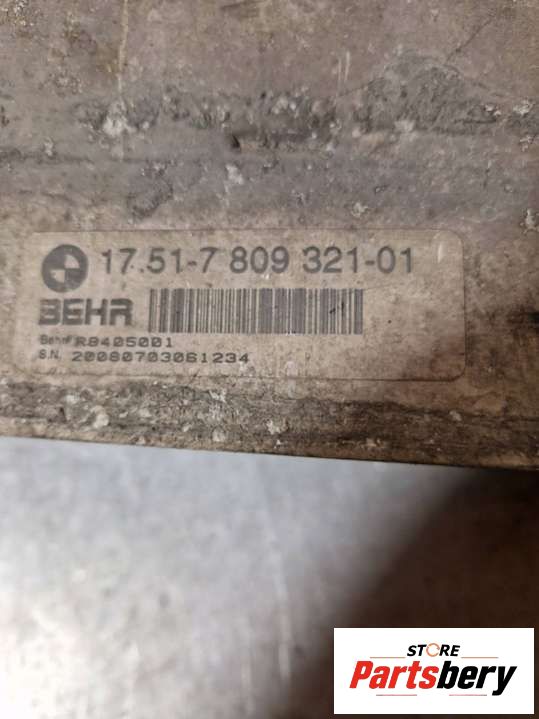 17.51-7 809 321-01
BEHR
Behr# R8405001
S.N. 20080703061234
STORE
Partsbery